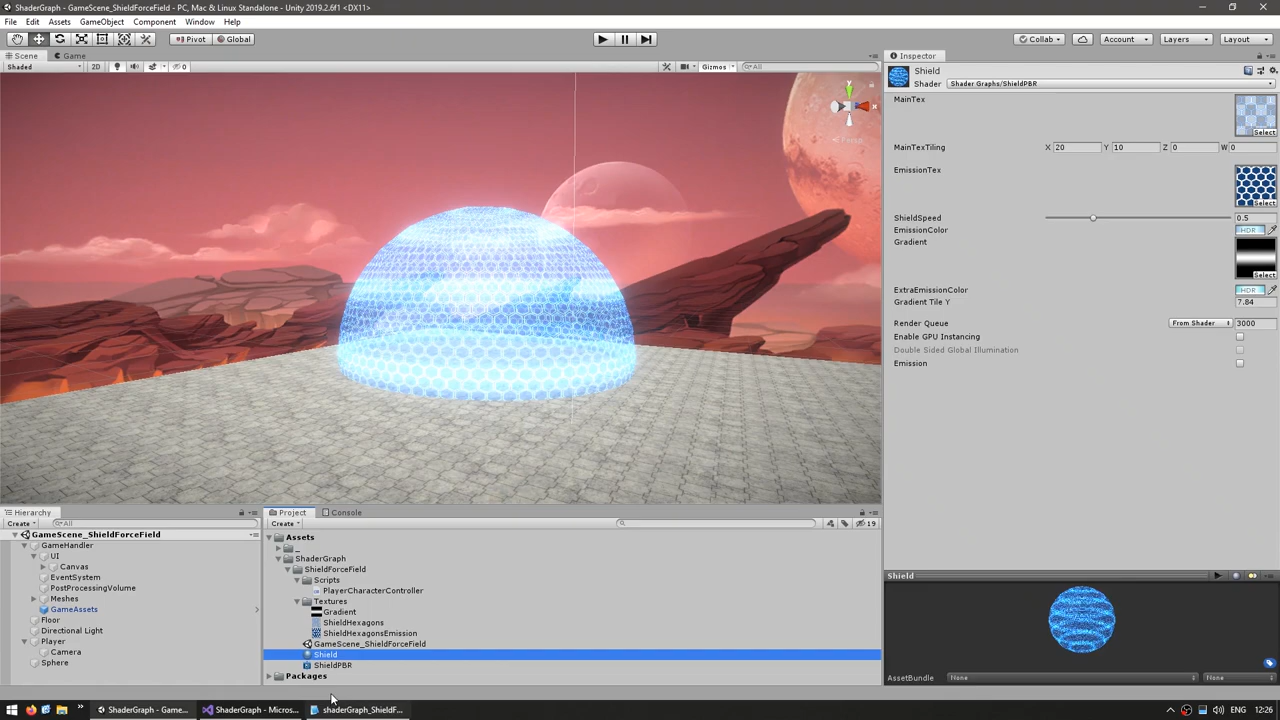 ShaderGraph - GameScene_ShieldForceField - PC, Mac & Linux Standalone - Unity 2019.2.6f1 <DX11>
File Edit Assets GameObject Component Window Help
Pivot Global Collab Account Layers Layout
Scene Game
Shaded 2D 0 Gizmos All
y
x
Persp
Inspector
Shield
Shader Shader Graphs/ShieldPBR
MainTex
Select
MainTexTiling X 20 Y 10 Z 0 W 0
EmissionTex
Select
ShieldSpeed 0.5
EmissionColor HDR
Gradient
Select
ExtraEmissionColor HDR
Gradient Tile Y 7.84
Render Queue From Shader 3000
Enable GPU Instancing
Double Sided Global Illumination
Emission
Hierarchy
Create All
GameScene_ShieldForceField
GameHandler
UI
Canvas
EventSystem
PostProcessingVolume
Meshes
GameAssets
Floor
Directional Light
Player
Camera
Sphere
Project Console
Create 19
Assets
_
ShaderGraph
ShieldForceField
Scripts
PlayerCharacterController
Textures
Gradient
ShieldHexagons
ShieldHexagonsEmission
GameScene_ShieldForceField
Shield
ShieldPBR
Packages
Shield
AssetBundle None None
ShaderGraph - Game... ShaderGraph - Micros... shaderGraph_ShieldF... ENG 12:26